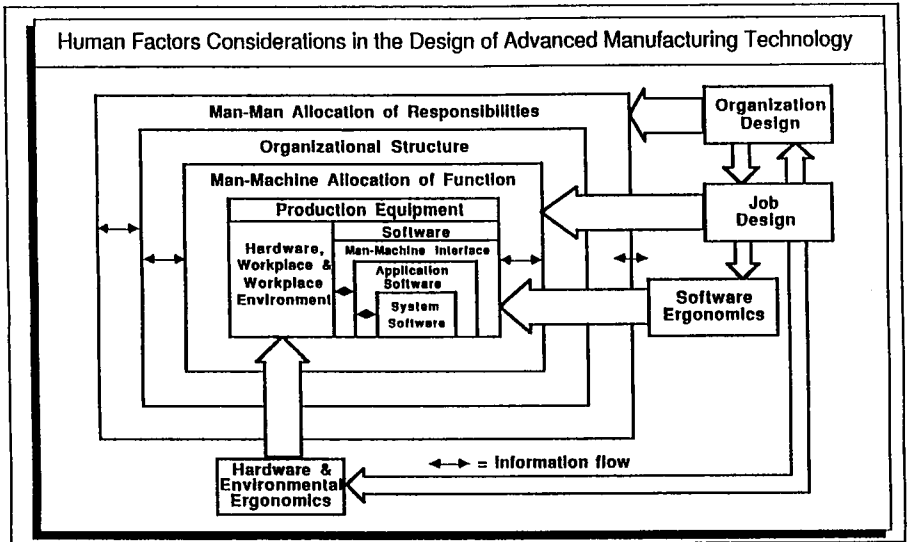 Human Factors Considerations in the Design of Advanced Manufacturing Technology
Man-Man Allocation of Responsibilities
Organizational Structure
Man-Machine Allocation of Function
Production Equipment
Software
Man-Machine Interface
Hardware,
Workplace &
Workplace
Environment
Application
Software
System
Software
Organization
Design
Job
Design
Software
Ergonomics
Hardware &
Environmental
Ergonomics
= Information flow